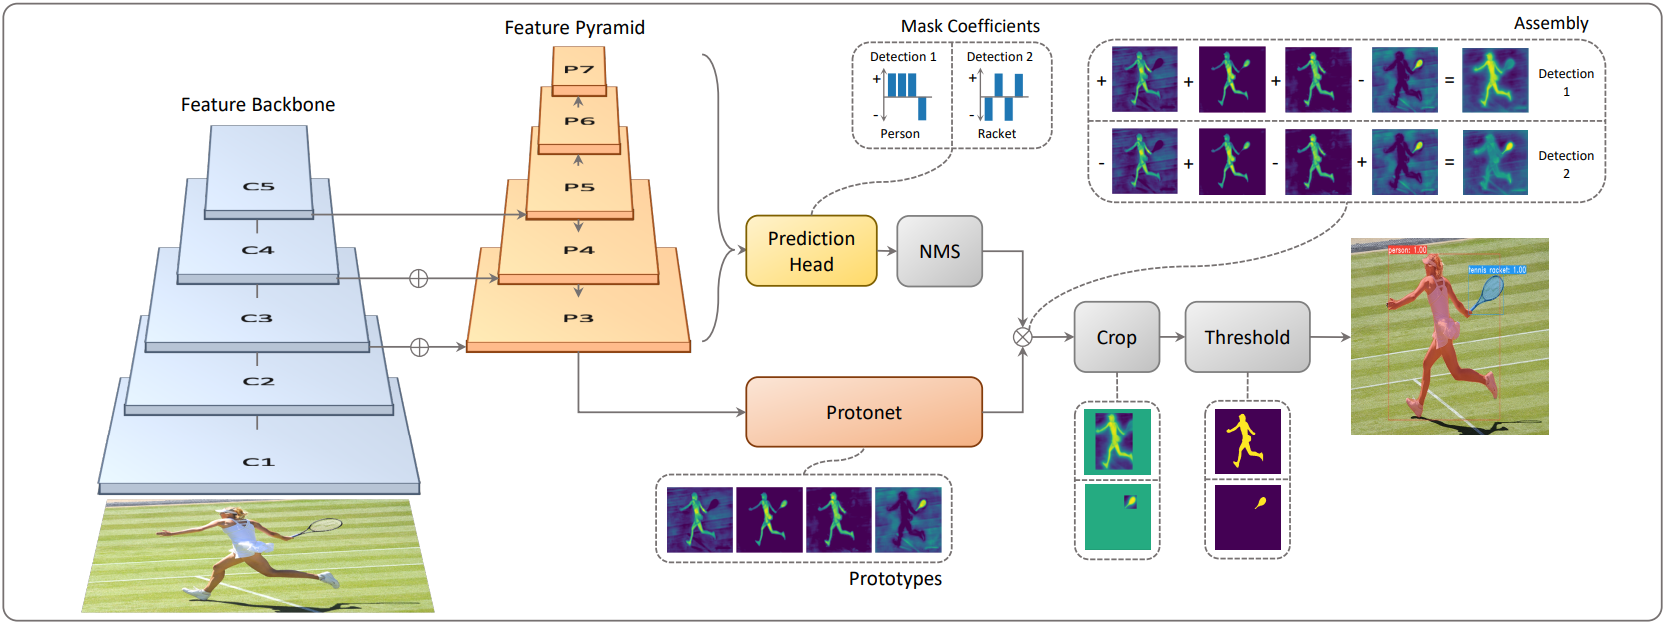 Feature Backbone
C5
C4
C3
C2
C1
Feature Pyramid
P7
P6
P5
P4
P3
Mask Coefficients
Detection 1
+
-
Person
Detection 2
+
-
Racket
Assembly
+ + + - =
Detection
1
- + - + =
Detection
2
Prediction
Head
NMS
Protonet
Prototypes
Crop
Threshold
person: 1.00
tennis racket: 1.00